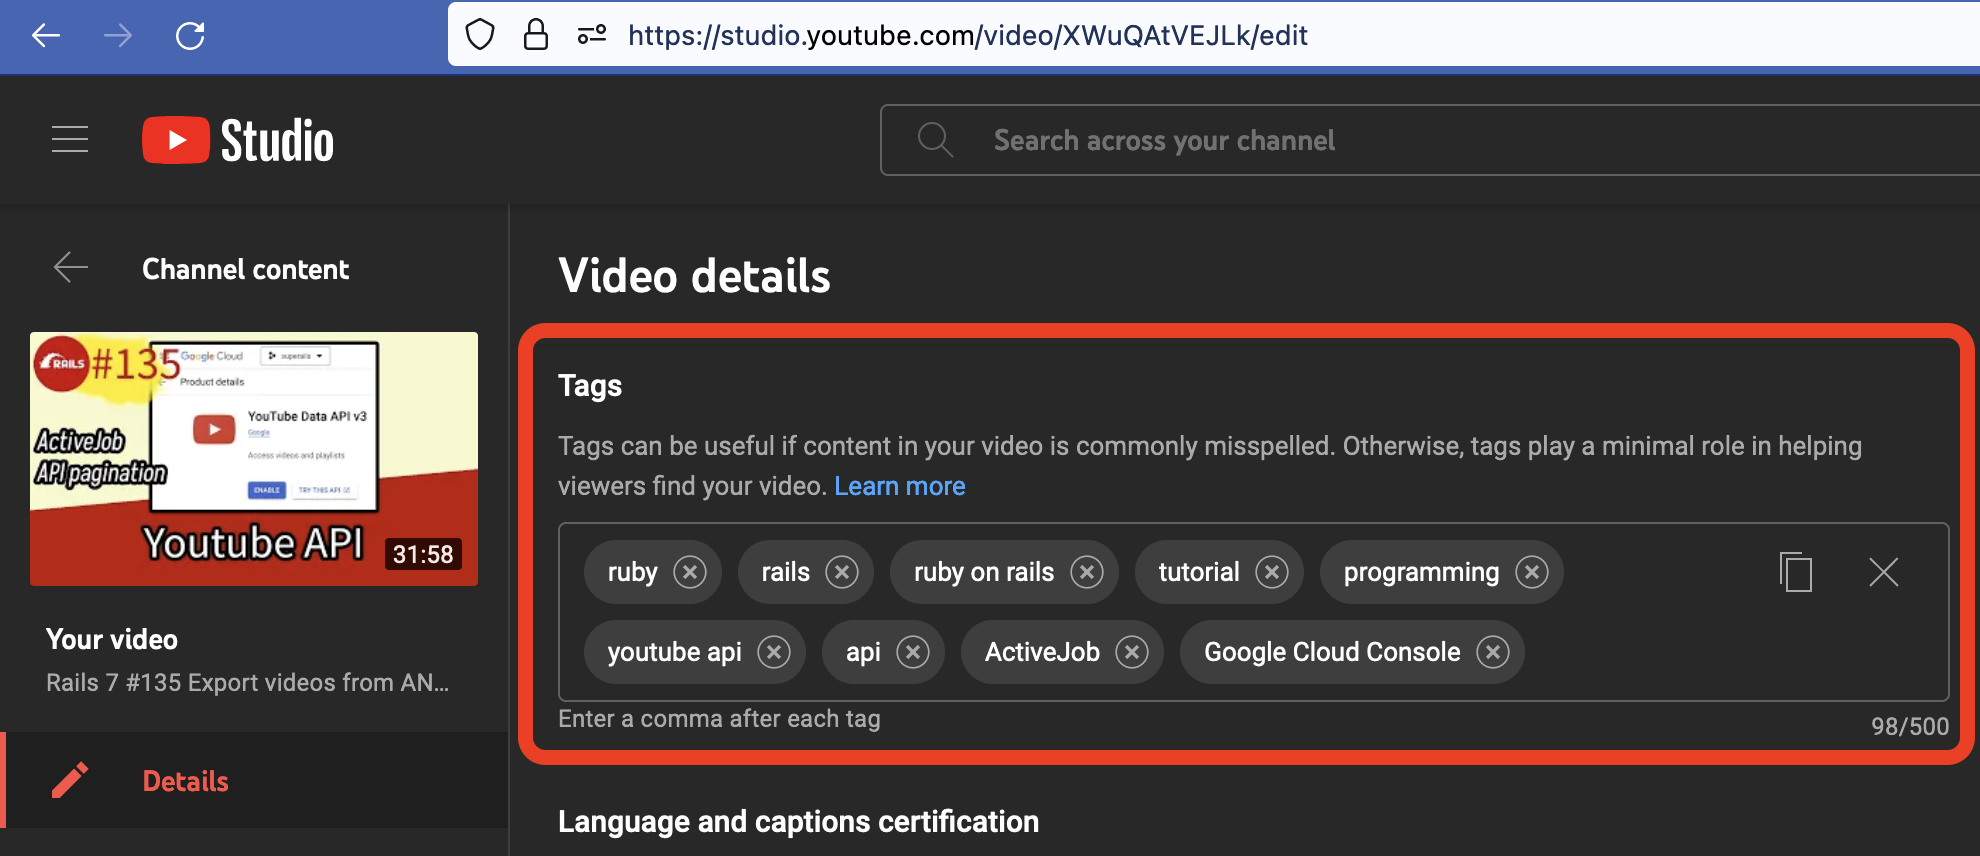 https://studio.youtube.com/video/XWuQAtVEJLk/edit
Studio
Search across your channel
Channel content
Video details
RAILS #135
Google Cloud
superails
Product details
YouTube Data API v3
Google
Access videos and playlists
ENABLE
TRY THIS API
ActiveJob
API pagination
Youtube API
31:58
Your video
Rails 7 #135 Export videos from AN...
Details
Tags
Tags can be useful if content in your video is commonly misspelled. Otherwise, tags play a minimal role in helping
viewers find your video. Learn more
ruby rails ruby on rails tutorial programming
youtube api api ActiveJob Google Cloud Console
Enter a comma after each tag
98/500
Language and captions certification